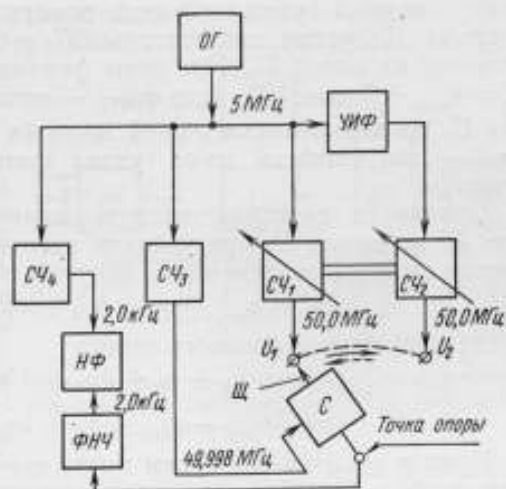 ОГ
5 МГц
УИФ
СЧ4
СЧ3
СЧ1
СЧ2
2,0 кГц
50,0 МГц
50,0 МГц
U1
U2
НФ
Щ
С
2,0 кГц
ФНЧ
Точка опоры
49,998 МГц